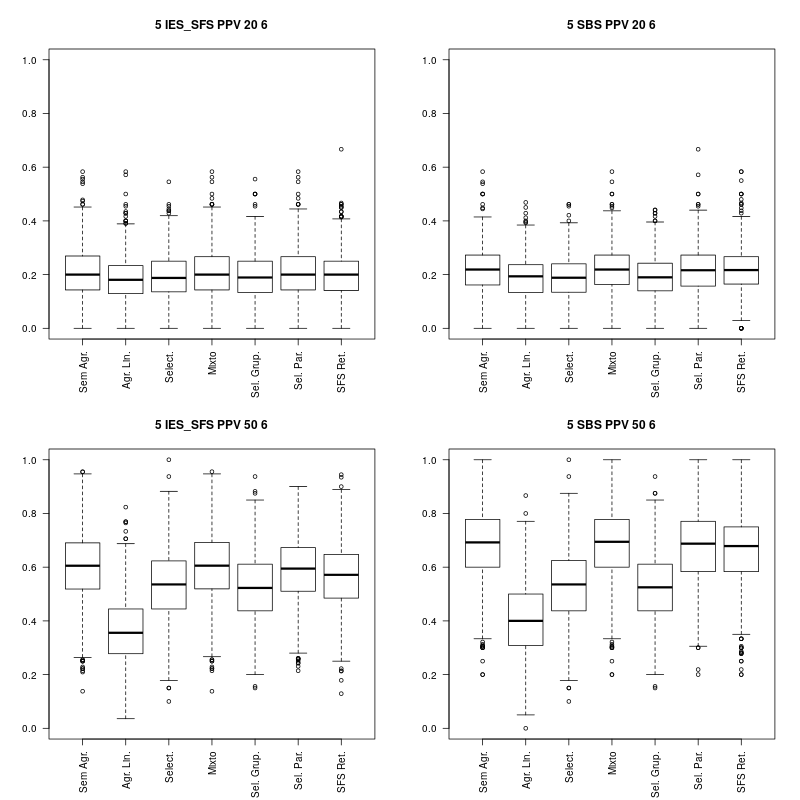 5 IES_SFS PPV 20 6
1.0
0.8
0.6
0.4
0.2
0.0
Sem Agr.
Agr. Lin.
Select.
Mixto
Sel. Grup.
Sel. Par.
SFS Ret.
5 SBS PPV 20 6
1.0
0.8
0.6
0.4
0.2
0.0
Sem Agr.
Agr. Lin.
Select.
Mixto
Sel. Grup.
Sel. Par.
SFS Ret.
5 IES_SFS PPV 50 6
1.0
0.8
0.6
0.4
0.2
0.0
Sem Agr.
Agr. Lin.
Select.
Mixto
Sel. Grup.
Sel. Par.
SFS Ret.
5 SBS PPV 50 6
1.0
0.8
0.6
0.4
0.2
0.0
Sem Agr.
Agr. Lin.
Select.
Mixto
Sel. Grup.
Sel. Par.
SFS Ret.